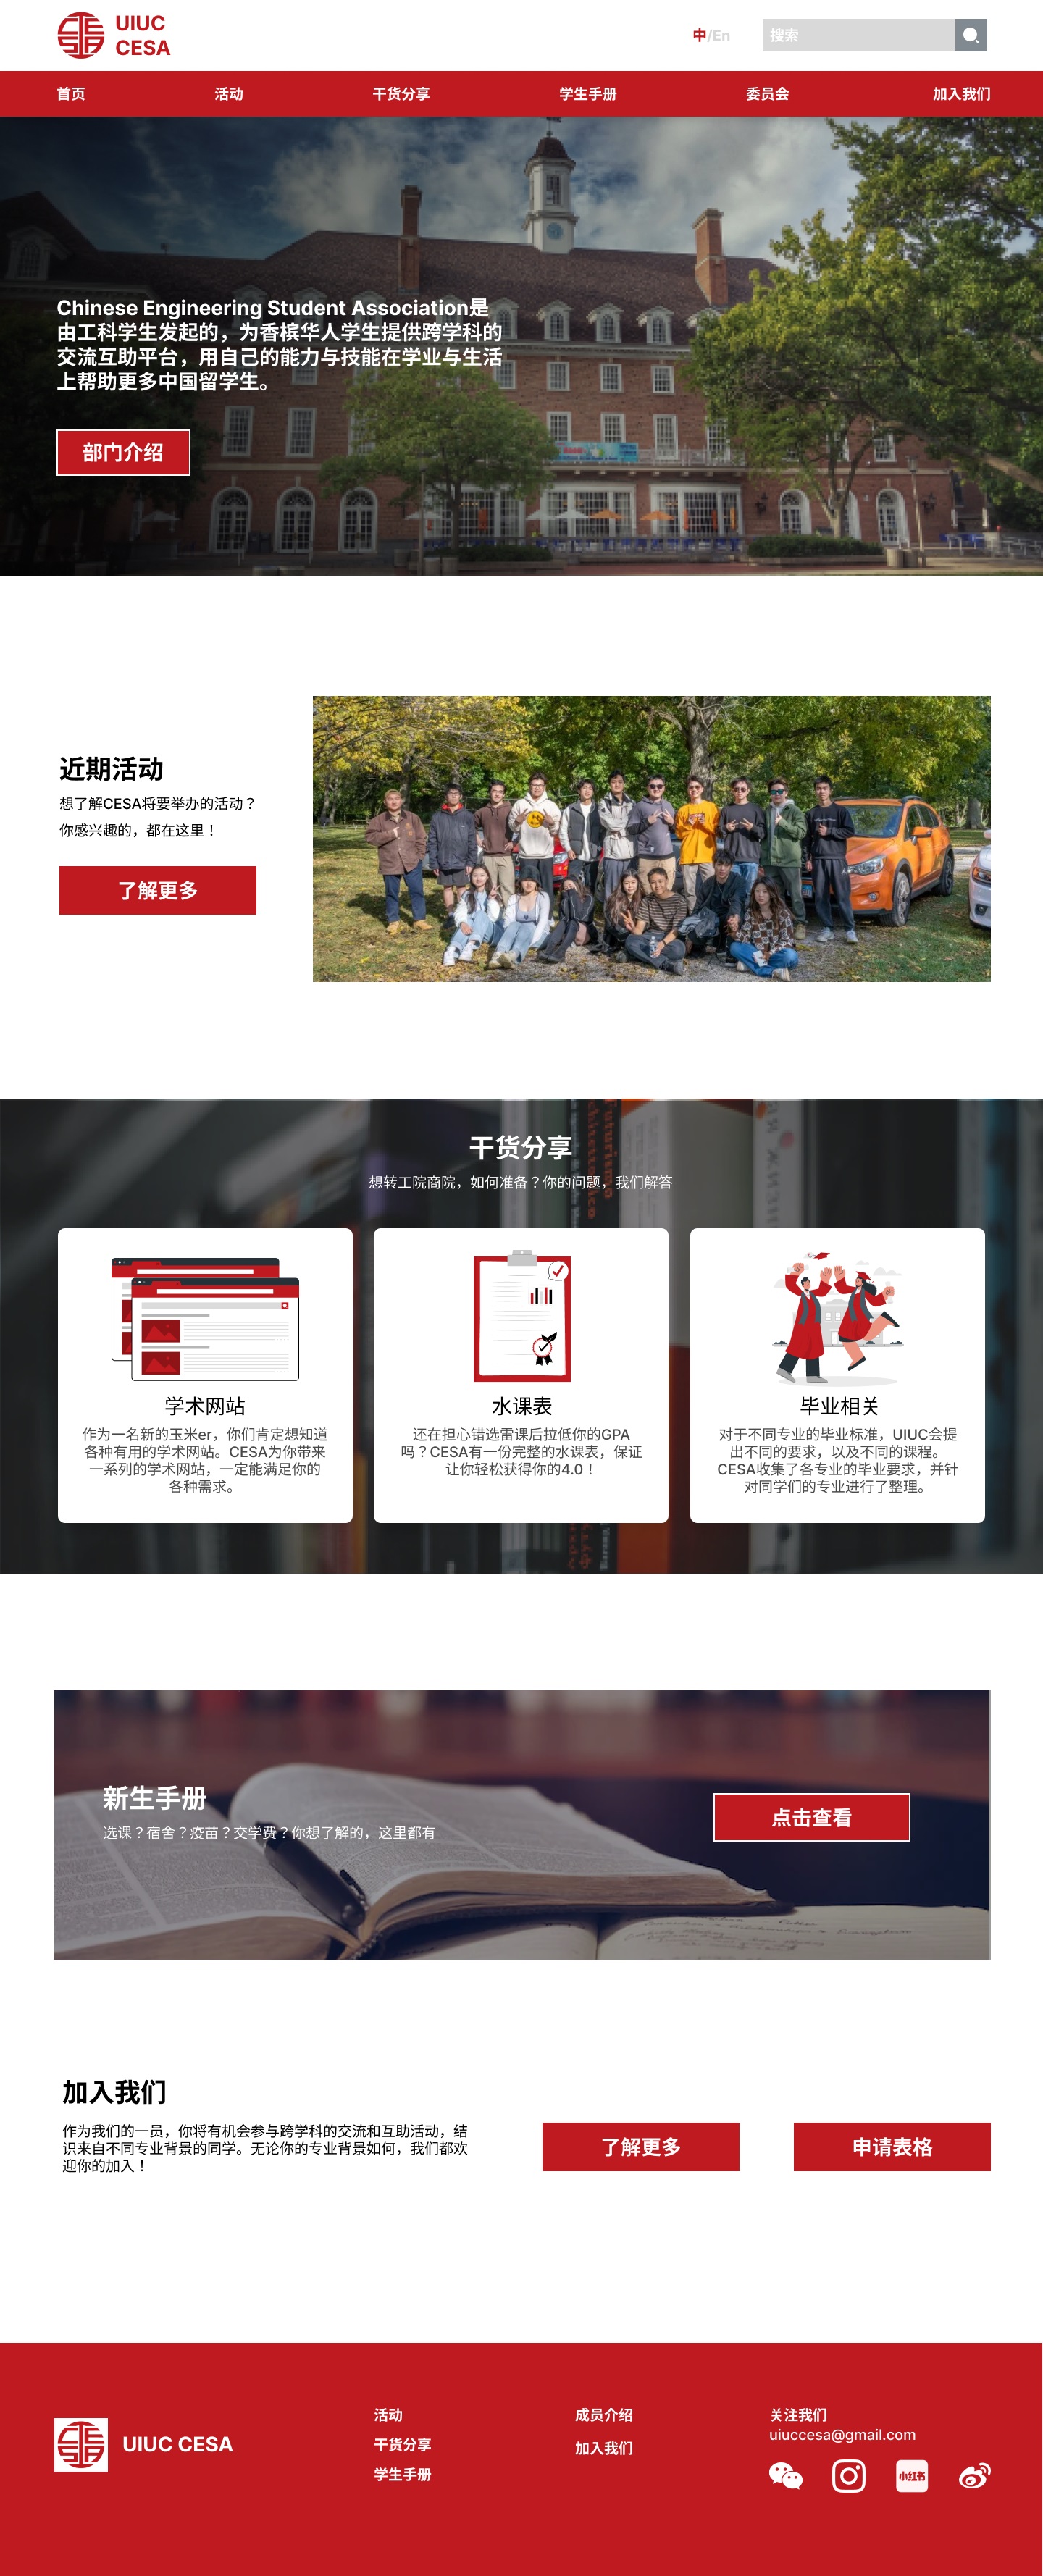 UIUC
CESA
中/En
搜索
首页
活动
干货分享
学生手册
委员会
加入我们
Chinese Engineering Student Association是
由工科学生发起的，为香槟华人学生提供跨学科的
交流互助平台，用自己的能力与技能在学业与生活
上帮助更多中国留学生。
部门介绍
近期活动
想了解CESA将要举办的活动？
你感兴趣的，都在这里！
了解更多
干货分享
想转工院商院，如何准备？你的问题，我们解答
学术网站
作为一名新的玉米er，你们肯定想知道
各种有用的学术网站。CESA为你带来
一系列的学术网站，一定能满足你的
各种需求。
水课表
还在担心错选雷课后拉低你的GPA
吗？CESA有一份完整的水课表，保证
让你轻松获得你的4.0！
毕业相关
对于不同专业的毕业标准，UIUC会提
出不同的要求，以及不同的课程。
CESA收集了各专业的毕业要求，并针
对同学们的专业进行了整理。
新生手册
选课？宿舍？疫苗？交学费？你想了解的，这里都有
点击查看
加入我们
作为我们的一员，你将有机会参与跨学科的交流和互助活动，结
识来自不同专业背景的同学。无论你的专业背景如何，我们都欢
迎你的加入！
了解更多
申请表格
UIUC CESA
活动
干货分享
学生手册
成员介绍
加入我们
关注我们
uiuccesa@gmail.com
小红书